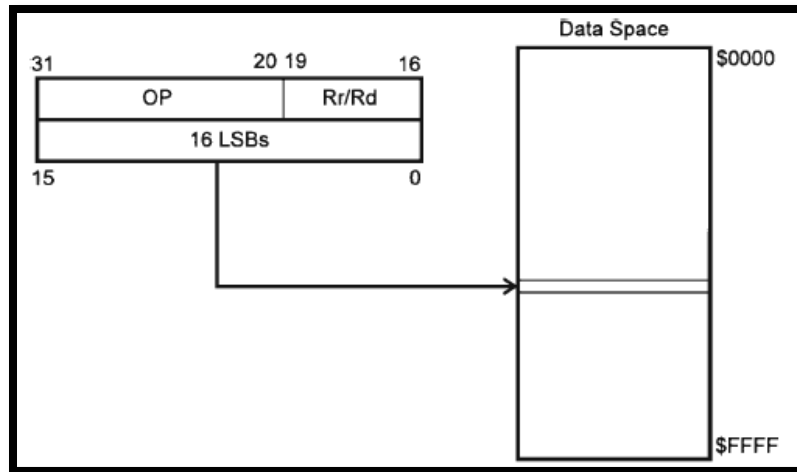 Data Space
31 20 19 16 $0000
OP Rr/Rd
16 LSBs
15 0
$FFFF